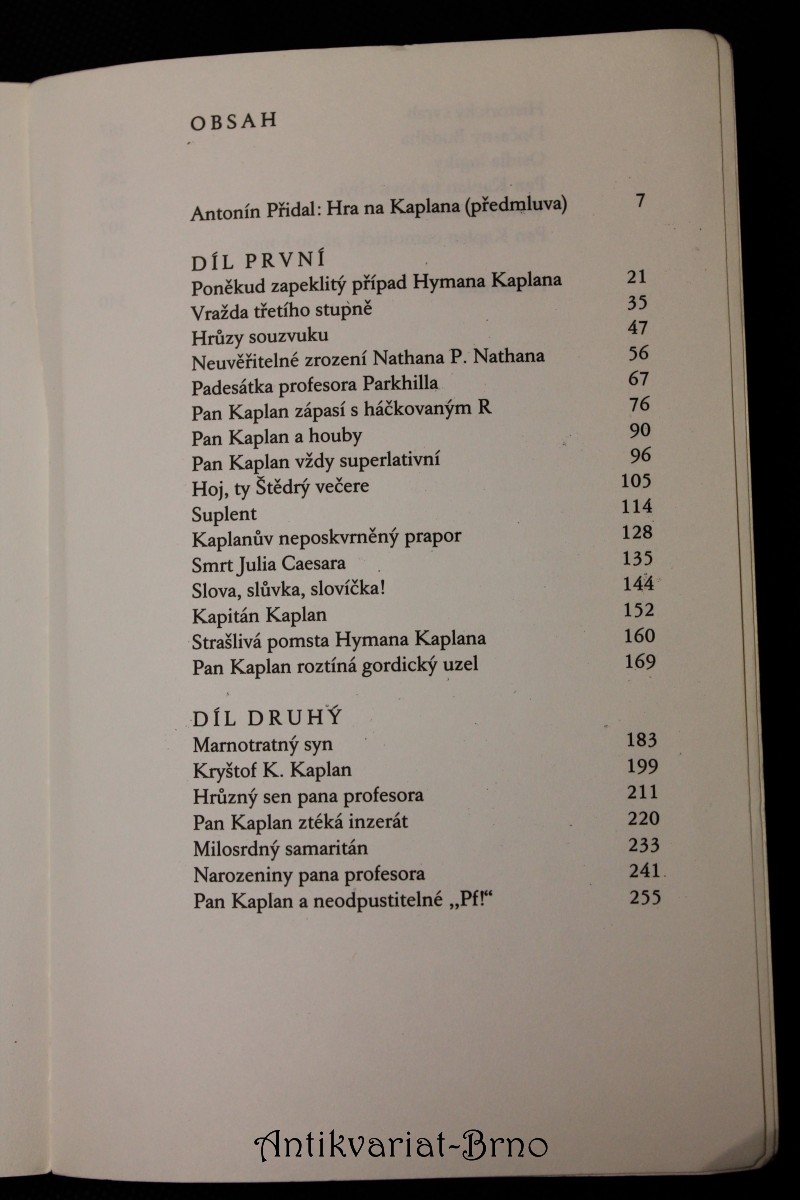 OBSAH
Antonín Přidal: Hra na Kaplana (předmluva) 7
DÍL PRVNÍ
Poněkud zapeklitý případ Hymana Kaplana 21
Vražda třetího stupně 35
Hrůzy souzvuku 47
Neuvěřitelné zrození Nathana P. Nathana 56
Padesátka profesora Parkhilla 67
Pan Kaplan zápasí s háčkovaným R 76
Pan Kaplan a houby 90
Pan Kaplan vždy superlativní 96
Hoj, ty Štědrý večere 105
Suplent 114
Kaplanův neposkvrněný prapor 128
Smrt Julia Caesara 135
Slova, slůvka, slovíčka! 144
Kapitán Kaplan 152
Strašlivá pomsta Hymana Kaplana 160
Pan Kaplan roztíná gordický uzel 169
DÍL DRUHÝ
Marnotratný syn 183
Kryštof K. Kaplan 199
Hrůzný sen pana profesora 211
Pan Kaplan ztéká inzerát 220
Milosrdný samaritán 233
Narozeniny pana profesora 241
Pan Kaplan a neodpustitelné „Pf!“ 255
Antikvariat-Brno